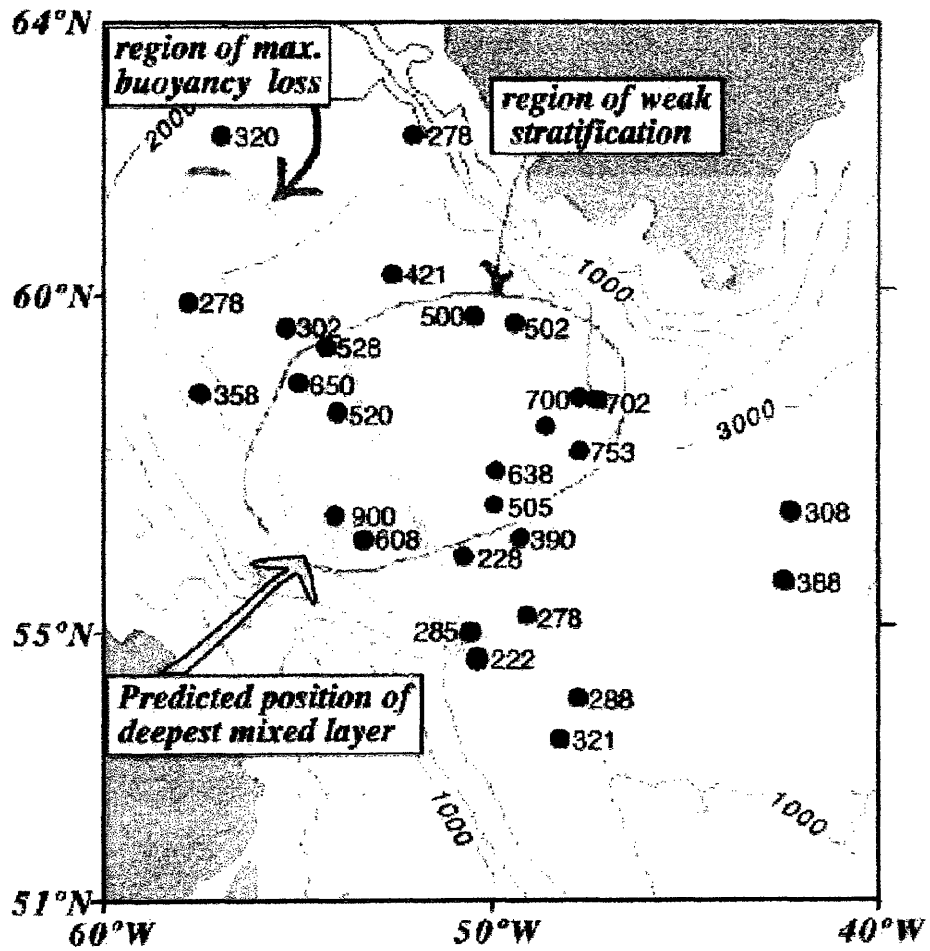 64°N
region of max.
buoyancy loss
region of weak
stratification
2000
320
278
421
1000
60°N
278
500
502
302
528
650
358
520
700
702
3000
753
638
505
308
900
608
390
228
388
278
55°N
285
222
Predicted position of
deepest mixed layer
288
321
1000
1000
51°N
60°W
50°W
40°W